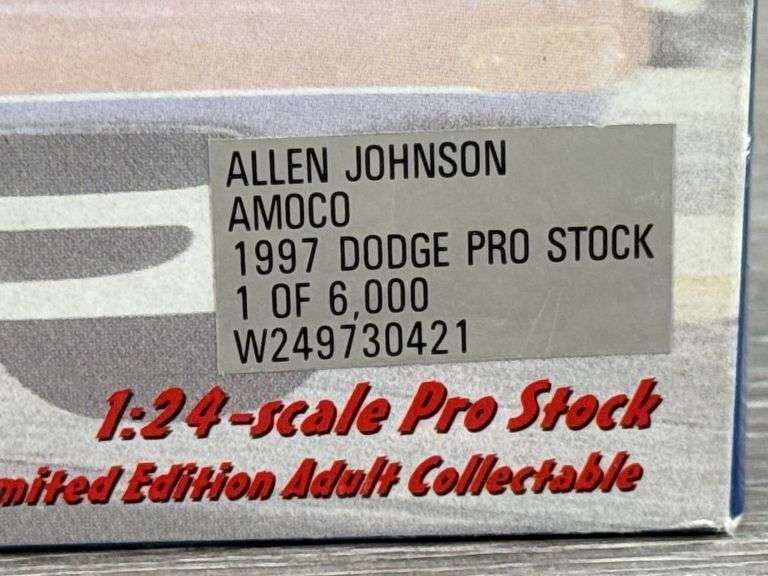 ALLEN JOHNSON
AMOCO
1997 DODGE PRO STOCK
1 OF 6,000
W249730421
1:24-scale Pro Stock
mited Edition Adult Collectable